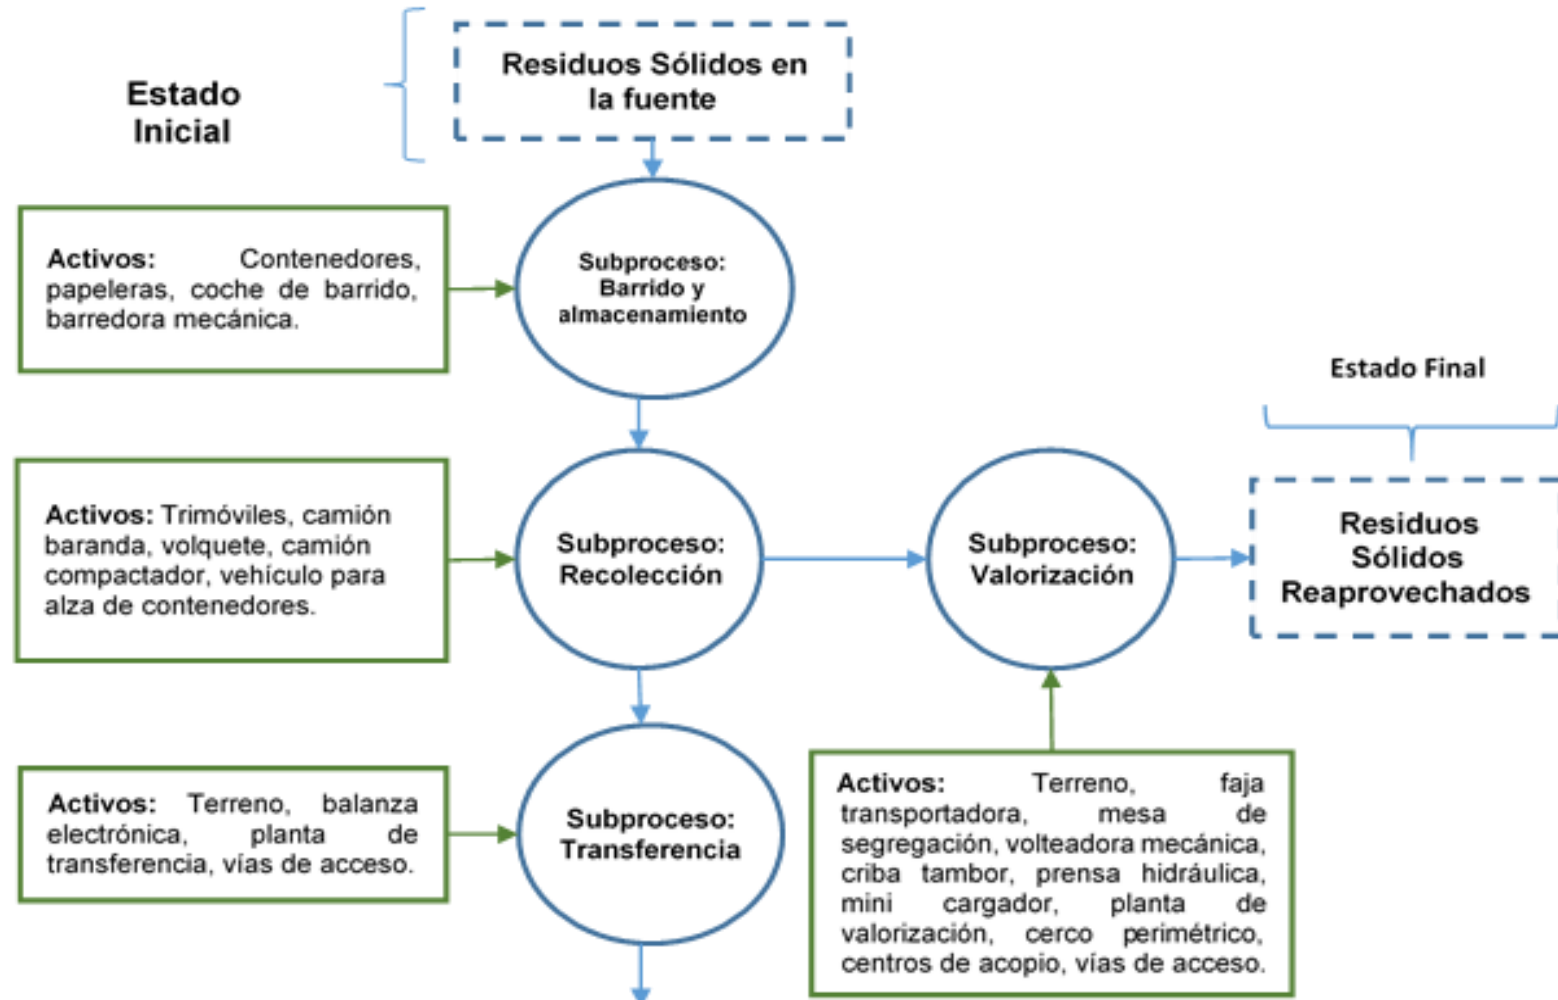 Residuos Sólidos en
la fuente
Estado
Inicial
Activos: Contenedores,
papeleras, coche de barrido,
barredora mecánica.
Subproceso:
Barrido y
almacenamiento
Estado Final
Activos: Trimóviles, camión
baranda, volquete, camión
compactador, vehículo para
alza de contenedores.
Subproceso:
Recolección
Subproceso:
Valorización
Residuos
Sólidos
Reaprovechados
Activos: Terreno, balanza
electrónica, planta de
transferencia, vías de acceso.
Subproceso:
Transferencia
Activos: Terreno, faja
transportadora, mesa de
segregación, volteadora mecánica,
criba tambor, prensa hidráulica,
mini cargador, planta de
valorización, cerco perimétrico,
centros de acopio, vías de acceso.